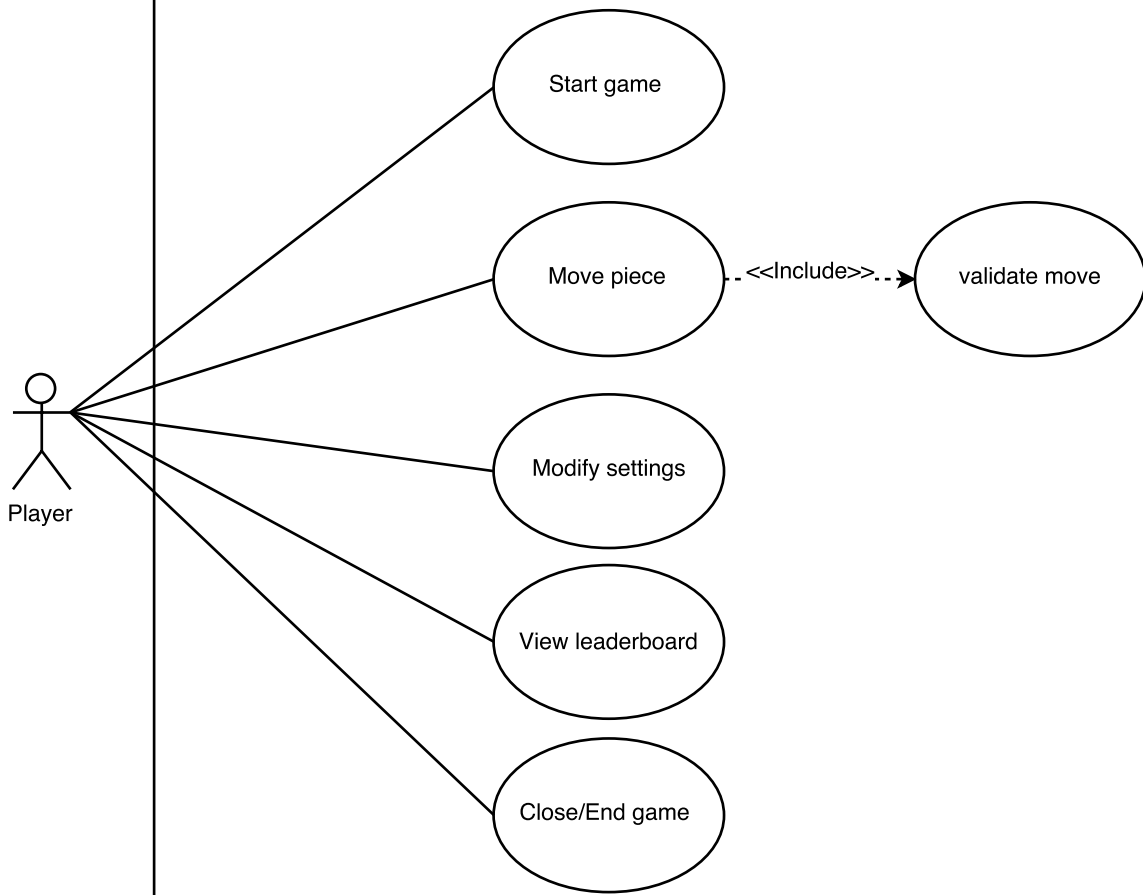 Start game
Move piece
<<Include>>
validate move
Modify settings
Player
View leaderboard
Close/End game